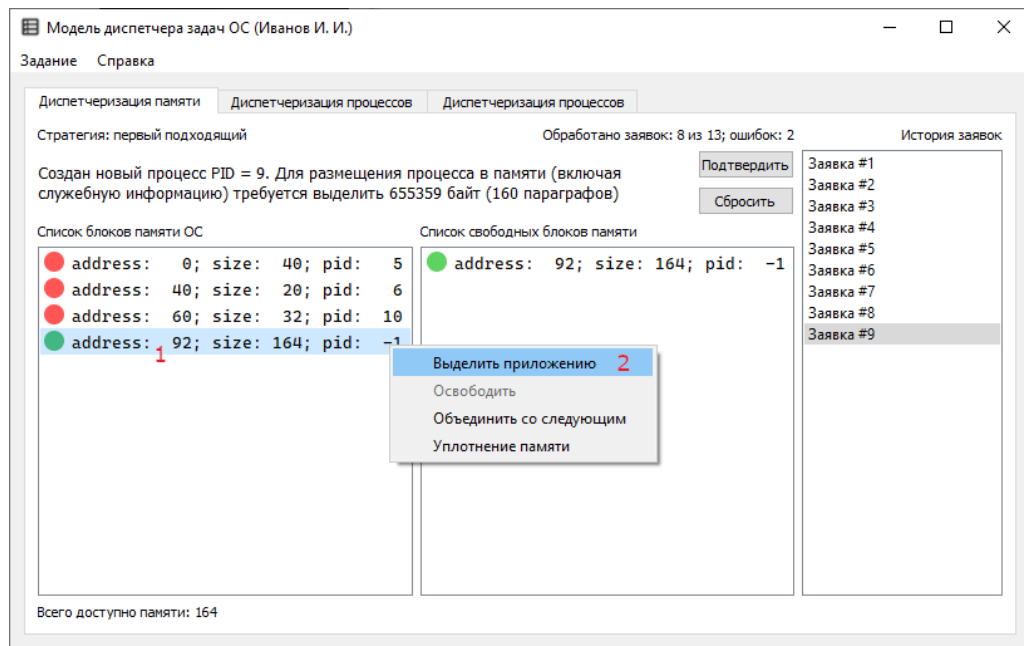 Модель диспетчера задач ОС (Иванов И. И.)
Задание Справка
Диспетчеризация памяти Диспетчеризация процессов Диспетчеризация процессов
Стратегия: первый подходящий Обработано заявок: 8 из 13; ошибок: 2 История заявок
Создан новый процесс PID = 9. Для размещения процесса в памяти (включая
служебную информацию) требуется выделить 655359 байт (160 параграфов)
Подтвердить
Сбросить
Список блоков памяти ОС
address: 0; size: 40; pid: 5
address: 40; size: 20; pid: 6
address: 60; size: 32; pid: 10
address: 92; size: 164; pid: -1
1
Выделить приложению 2
Освободить
Объединить со следующим
Уплотнение памяти
Список свободных блоков памяти
address: 92; size: 164; pid: -1
Заявка #1
Заявка #2
Заявка #3
Заявка #4
Заявка #5
Заявка #6
Заявка #7
Заявка #8
Заявка #9
Всего доступно памяти: 164